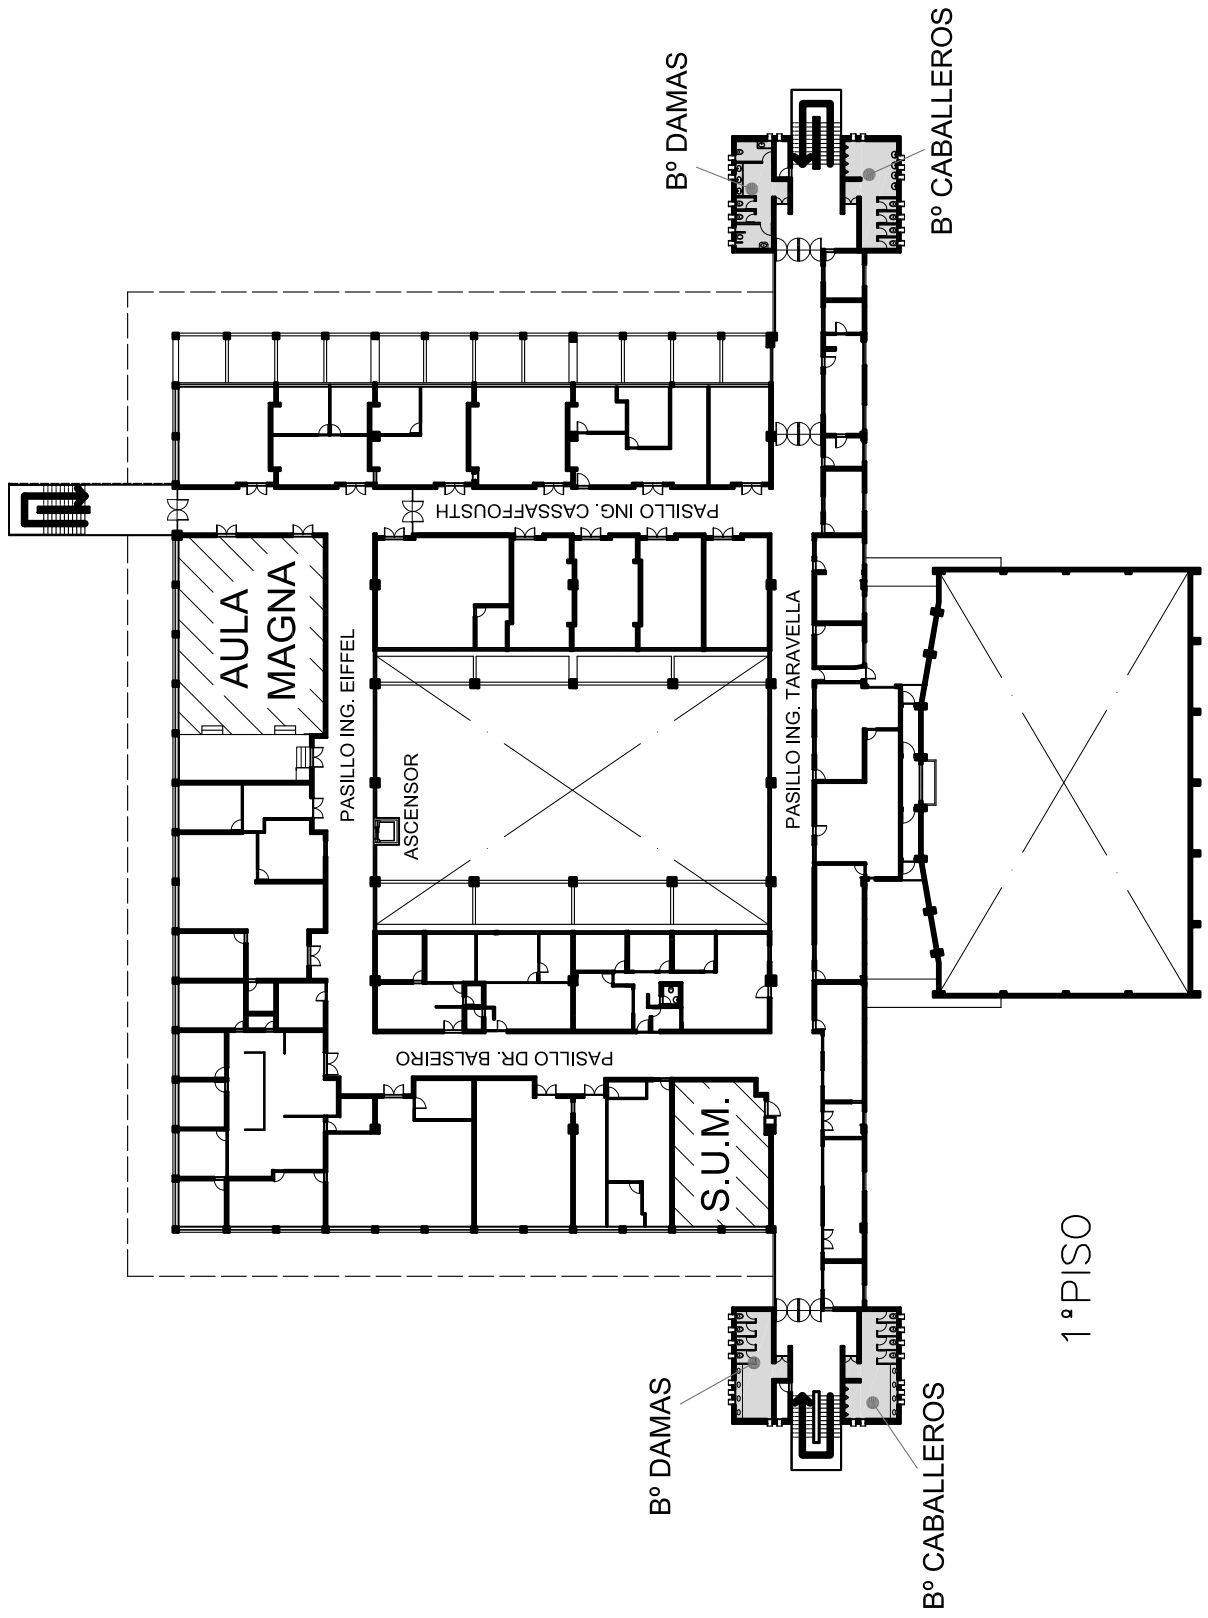 Bº DAMAS
Bº CABALLEROS
PASILLO ING. CASSAFFOUSTH
AULA
MAGNA
PASILLO ING. EIFFEL
ASCENSOR
PASILLO ING. TARAVELLA
PASILLO DR. BALSEIRO
S.U.M.
Bº DAMAS
Bº CABALLEROS
1ºPISO